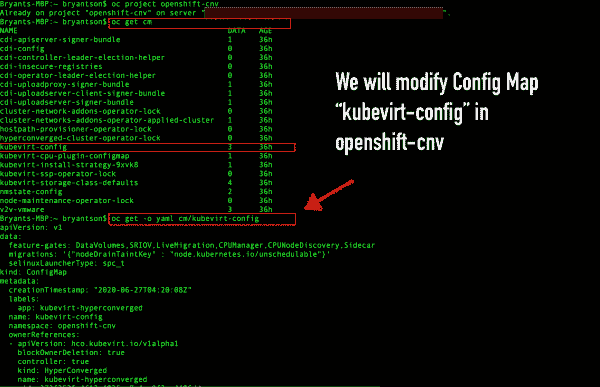 Bryants-MBP:~ bryantson$ oc project openshift-cnv
Already on project "openshift-cnv" on server "
".
Bryants-MBP:~ bryantson$ oc get cm
NAME DATA AGE
cdi-apiserver-signer-bundle 1 36h
cdi-config 0 36h
cdi-controller-leader-election-helper 0 36h
cdi-insecure-registries 0 36h
cdi-operator-leader-election-helper 0 36h
cdi-uploadproxy-signer-bundle 1 36h
cdi-uploadserver-client-signer-bundle 1 36h
cdi-uploadserver-signer-bundle 1 36h
cluster-network-addons-operator-lock 0 36h
cluster-networks-addons-operator-applied-cluster 1 36h
hostpath-provisioner-operator-lock 0 36h
hyperconverged-cluster-operator-lock 0 36h
kubevirt-config 3 36h
kubevirt-cpu-plugin-configmap 1 36h
kubevirt-install-strategy-9xvk8 1 36h
kubevirt-ssp-operator-lock 0 36h
kubevirt-storage-class-defaults 4 36h
nmstate-config 2 36h
node-maintenance-operator-lock 0 36h
v2v-vmware 3 36h
We will modify Config Map
“kubevirt-config” in
openshift-cnv
Bryants-MBP:~ bryantson$ oc get -o yaml cm/kubevirt-config
apiVersion: v1
data:
feature-gates: DataVolumes,SRIOV,LiveMigration,CPUManager,CPUNodeDiscovery,Sidecar
migrations: '{"nodeDrainTaintKey" : "node.kubernetes.io/unschedulable"}'
selinuxLauncherType: spc_t
kind: ConfigMap
metadata:
creationTimestamp: "2020-06-27T04:20:08Z"
labels:
app: kubevirt-hyperconverged
name: kubevirt-config
namespace: openshift-cnv
ownerReferences:
- apiVersion: hco.kubevirt.io/v1alpha1
blockOwnerDeletion: true
controller: true
kind: HyperConverged
name: kubevirt-hyperconverged